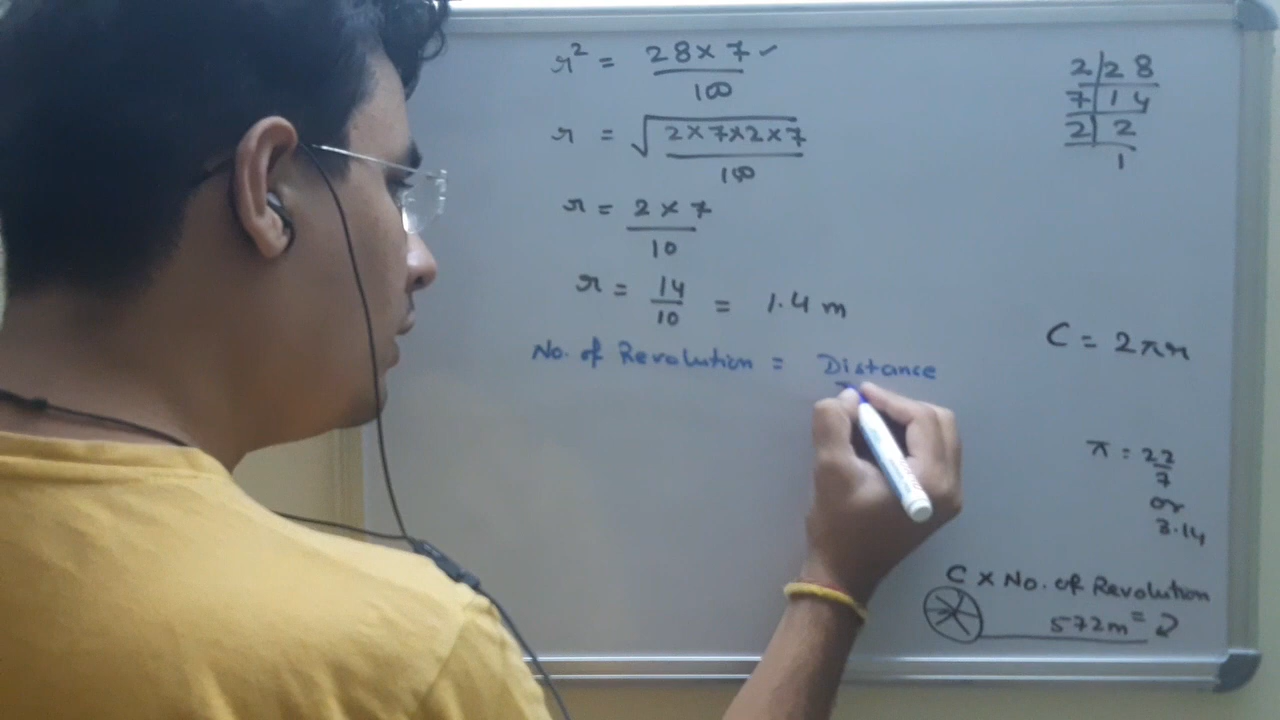 r² = 28 × 7 ✓
100
r = √ 2×7×2×7
100
r = 2 × 7
10
r = 14
10
= 1.4 m
No. of Revolution = Distance
2 | 2 8
7 | 1 4
2 | 2
1
C = 2πr
π = 22
7
or
3.14
C × No. of Revolution
572m =